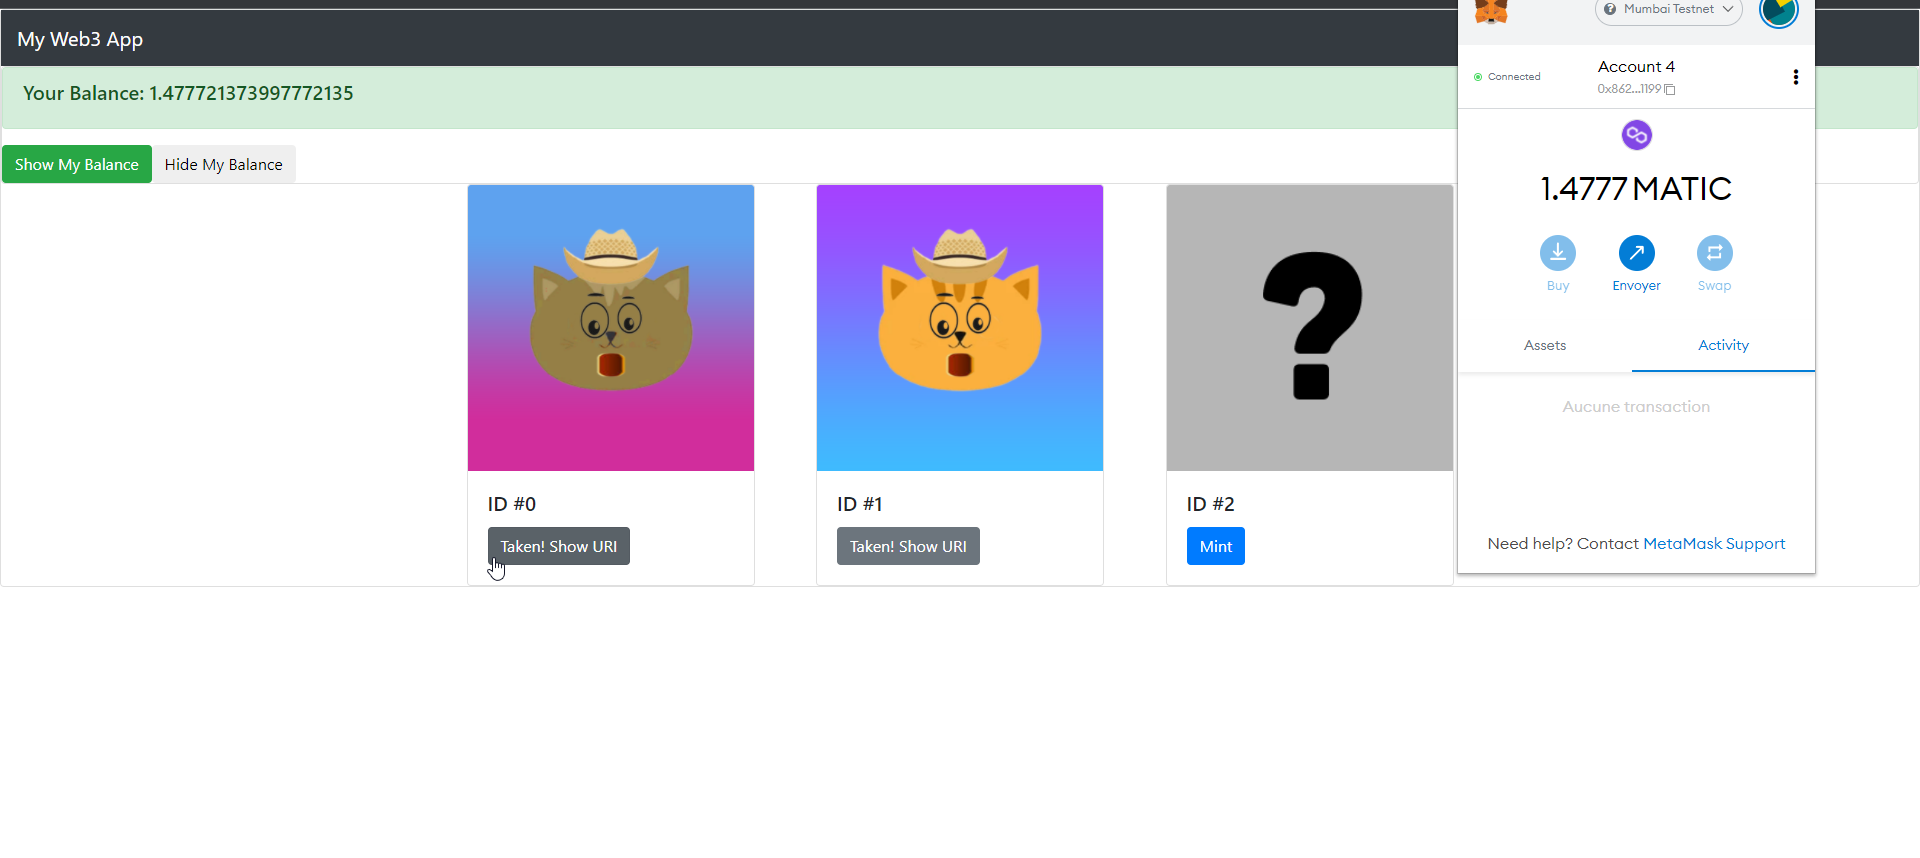 My Web3 App
Your Balance: 1.477721373997772135
Show My Balance
Hide My Balance
ID #0
Taken! Show URI
ID #1
Taken! Show URI
ID #2
Mint
Mumbai Testnet
Connected
Account 4
0x862...1199
1.4777 MATIC
Buy
Envoyer
Swap
Assets
Activity
Aucune transaction
Need help? Contact MetaMask Support